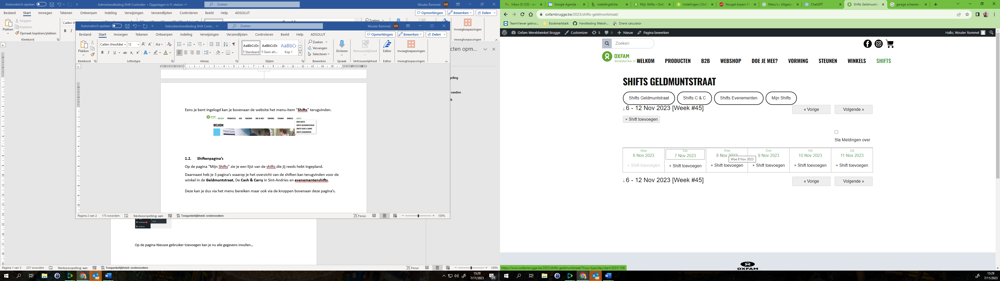 Automatisch opslaan
Adminhandleiding Shift Controller • Opgeslagen in Y:-station
Zoeken
Wouter Rommel
WR
Bestand Start Invoegen Tekenen Ontwerpen Indeling Verwijzingen Verzendlijsten Controleren Beeld Help ADSOLUT
Opmerkingen
Bewerken
Delen
Plakken
Knippen
Kopiëren
Opmaak kopiëren/plakken
Klembord
Invoegtoepassingen
Invoegtoepassingen
Automatisch opslaan
Gebruikershandleiding Shift Contr...
Zoeken
Wouter Rommel
WR
Bestand Start Invoegen Tekenen Ontwerpen Indeling Verwijzingen Verzendlijsten Controleren Beeld Help ADSOLUT
Opmerkingen
Bewerken
Delen
Plakken
Calibri (Hoofdtel
12
AaBbCcDc AaBbCcDc AaBbCc
¶ Standaard ¶ Geen afs... Kop 1
Zoeken
Vervangen
Selecteren
Dicteren
Vertrouwelijkheid
Editor
Invoegtoepassingen
Klembord Lettertype Alinea Stijlen Bewerken Spraak Vertrouwelijkheid Editor Invoegtoepassingen
cten opm...
geling
randen
Eens je bent ingelogd kan je bovenaan de website het menu-item “Shifts” terugvinden.
OXFAM
WELKOM PRODUCTEN B2B WEBSHOP DOE JE MEE? VORMING STEUNEN WINKELS SHIFTS
WELKOM
MIJN SHIFTS
SHIFTS GELDMUNTSTRAAT
SHIFTS CASH & CARRY
SHIFTS EVENEMENTEN
1.2. Shiftenpagina’s
Op de pagina “Mijn Shifts” zie je een lijst van de shifts die jij reeds hebt ingepland.
Daarnaast heb je 3 pagina’s waarop je het overzicht van de shiften kan terugvinden voor de
winkel in de Geldmuntstraat, De Cash & Carry in Sint-Andries en evenementenshifts.
Deze kan je dus via het menu bereiken maar ook via de knoppen bovenaan deze pagina’s.
Pagina 2 van 2 175 woorden Tekstvoorspelling: aan Toegankelijkheid: onderzoeken Focus 100%
Op de pagina Nieuwe gebruiker toevoegen kan je nu alle gegevens invullen...
Pagina 1 van 3 237 woorden Tekstvoorspelling: aan Toegankelijkheid: onderzoeken Focus 100%
15:29
7/11/2023
26
Inbox (5.120) - wo
Google Agenda -
instellingsfiche
Mijn Shifts – Oxfa
Instellingen | Oxfa
Nougat kopen: Pr
Menu's ‹ Uitgezon
ChatGPT
Shifts Geldmuntst
garage scheeres -
oxfambrugge.be/2023/shifts-geldmuntstraat/
TeamViewer gebrui... Bookmarkbalk Handleiding Websh... Drank calculator
Oxfam Wereldwinkel Brugge Customizer 5 0 Nieuw Pagina bewerken
Hallo, Wouter Rommel
Zoeken
OXFAM
WELKOM PRODUCTEN B2B WEBSHOP DOE JE MEE? VORMING STEUNEN WINKELS SHIFTS
SHIFTS GELDMUNTSTRAAT
Shifts Geldmuntstraat Shifts C & C Shifts Evenementen Mijn Shifts
↓6 - 12 Nov 2023 [Week #45]
« Vorige Volgende »
+ Shift toevoegen
Sla Meldingen over
Maa Din Woe Don Vrij Zat
6 Nov 2023 7 Nov 2023 8 Nov 2023 9 Nov 2023 10 Nov 2023 11 Nov 2023
Woe 8 Nov 2023
+ Shift toevoegen + Shift toevoegen + Shift toevoegen + Shift toevoegen + Shift toevoegen + Shift toevoegen
↓6 - 12 Nov 2023 [Week #45]
« Vorige Volgende »
OXFAM
https://www.oxfambrugge.be/2023/shifts-geldmuntstraat/?hca=:type/day/start/20231108
15:29
7/11/2023